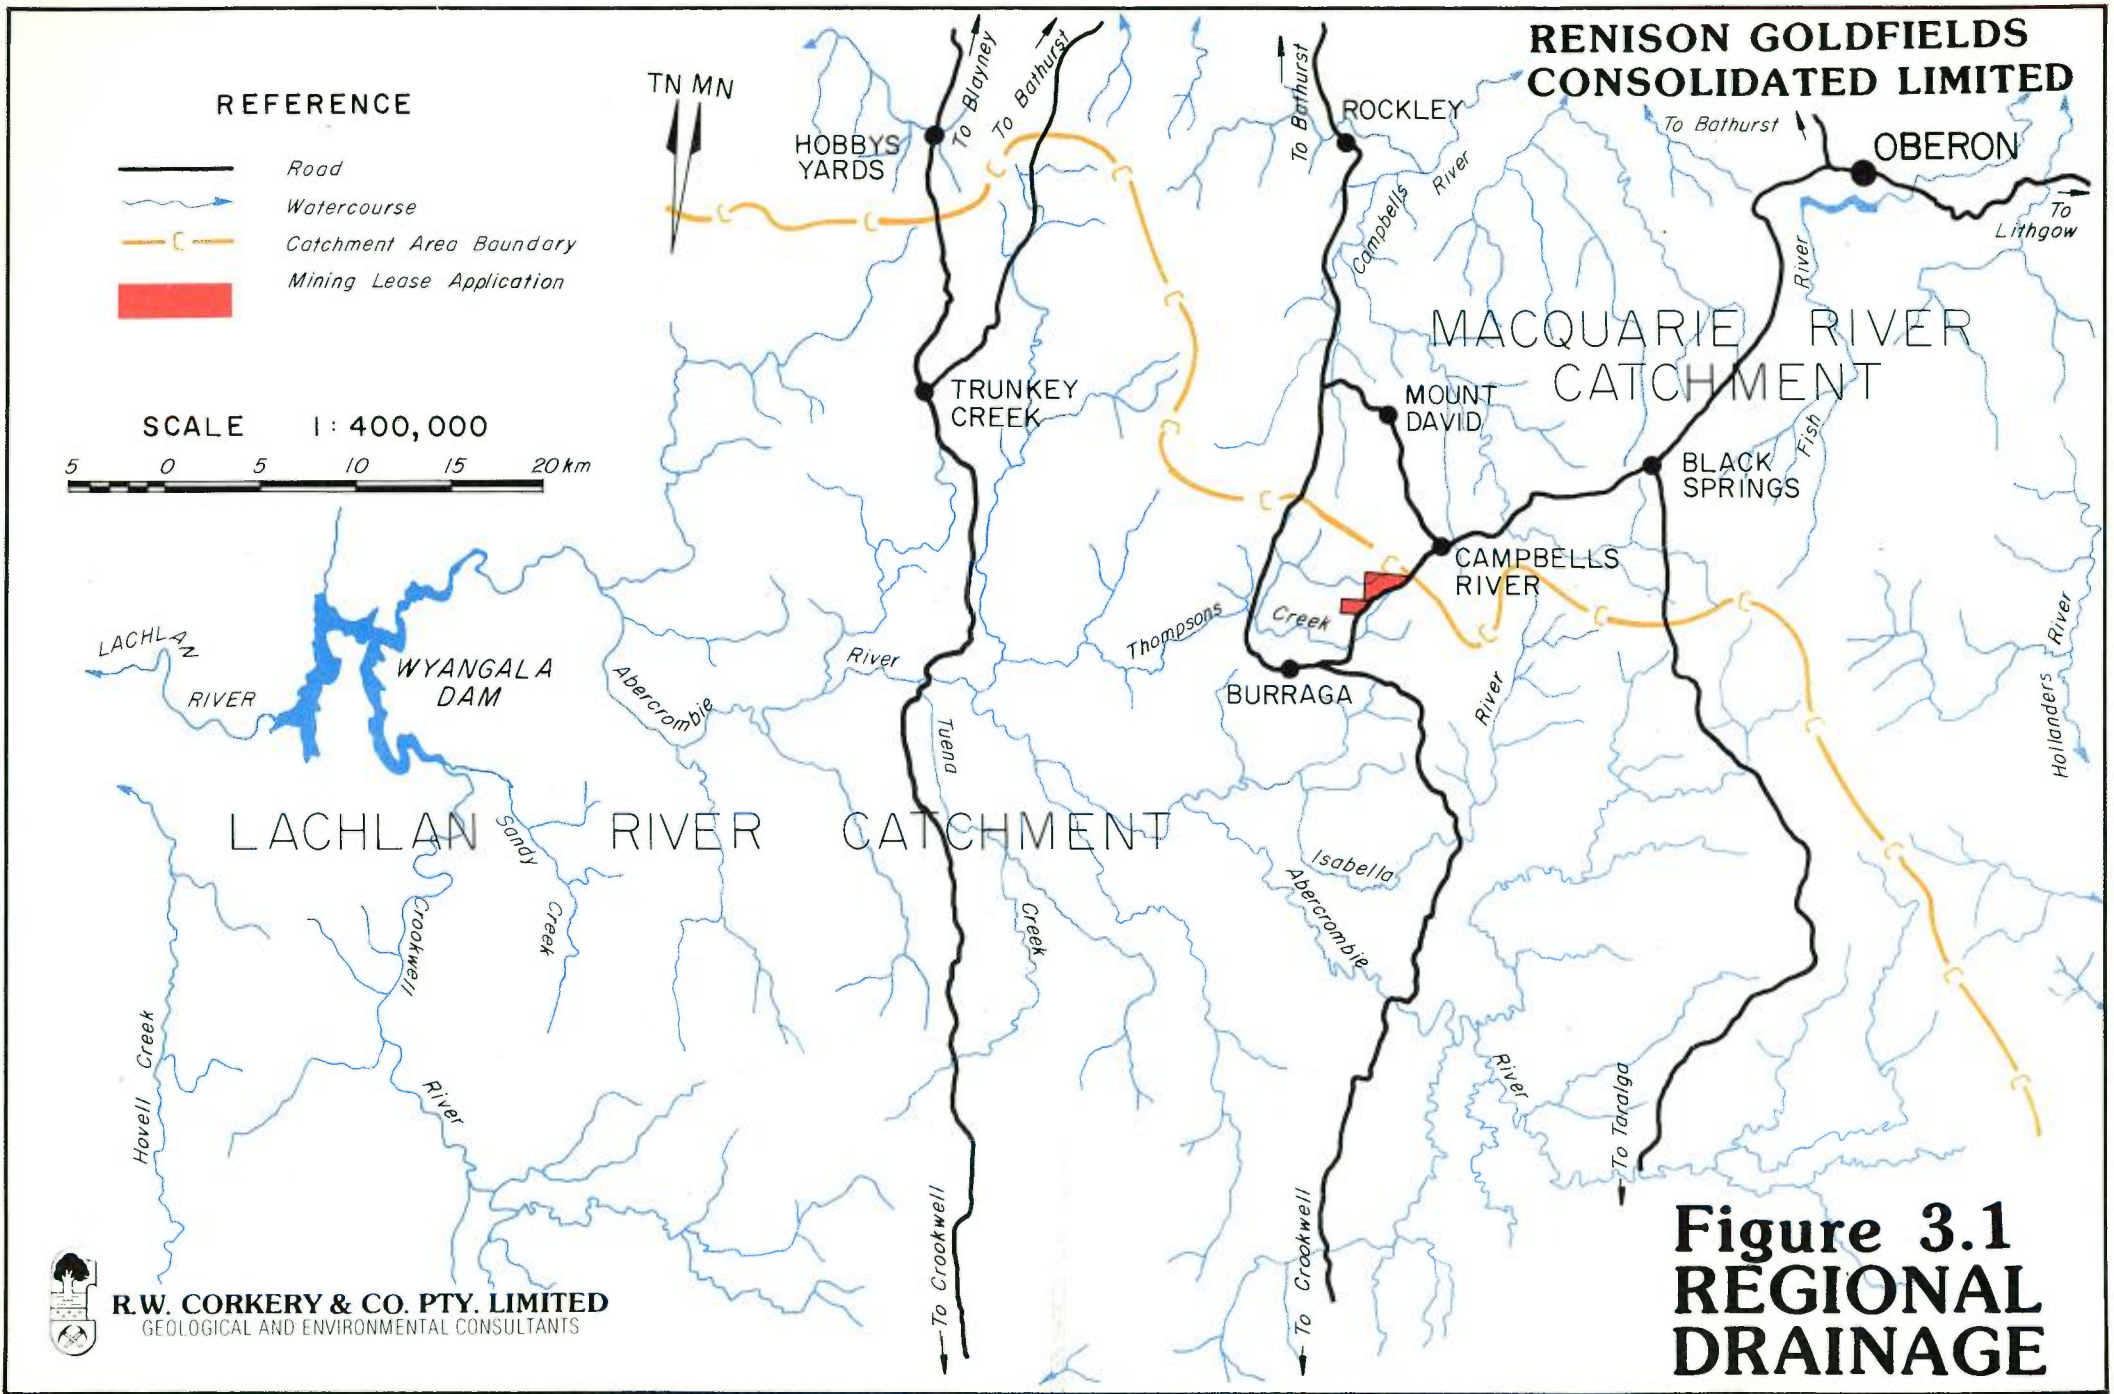 RENISON GOLDFIELDS
CONSOLIDATED LIMITED
REFERENCE
Road
Watercourse
C
Catchment Area Boundary
Mining Lease Application
SCALE 1 : 400,000
5 0 5 10 15 20 km
TN MN
To Blayney
To Bathurst
To Bathurst
To Bathurst
HOBBYS
YARDS
ROCKLEY
OBERON
To
Lithgow
Campbells
River
River
Fish
MACQUARIE RIVER
CATCHMENT
TRUNKEY
CREEK
MOUNT
DAVID
BLACK
SPRINGS
CAMPBELLS
RIVER
Thompsons
Creek
BURRAGA
River
Hollanders
River
LACHLAN
RIVER
WYANGALA
DAM
Abercrombie
River
Tuena
Creek
LACHLAN RIVER CATCHMENT
Sandy
Creek
Crookwell
River
Hovell Creek
Isabella
Abercrombie
River
To Crookwell
To Crookwell
To Taralga
R.W. CORKERY & CO. PTY. LIMITED
GEOLOGICAL AND ENVIRONMENTAL CONSULTANTS
Figure 3.1
REGIONAL
DRAINAGE